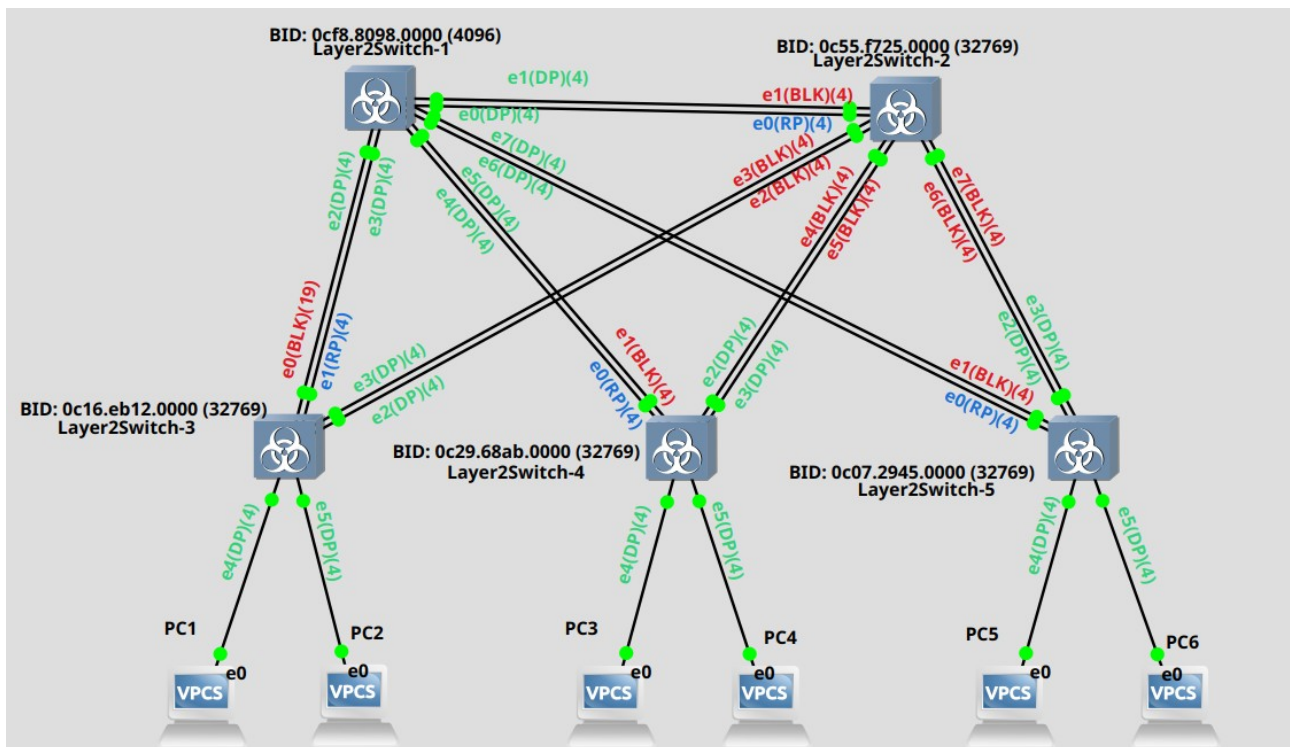 BID: 0cf8.8098.0000 (4096)
Layer2Switch-1
BID: 0c55.f725.0000 (32769)
Layer2Switch-2
e1(DP)(4)
e1(BLK)(4)
e0(DP)(4)
e0(RP)(4)
e7(DP)(4)
e6(DP)(4)
e3(BLK)(4)
e2(BLK)(4)
e2(DP)(4)
e3(DP)(4)
e5(DP)(4)
e4(DP)(4)
e4(BLK)(4)
e5(BLK)(4)
e7(BLK)(4)
e6(BLK)(4)
e0(BLK)(19)
e1(RP)(4)
e3(DP)(4)
e2(DP)(4)
e1(BLK)(4)
e0(RP)(4)
e2(DP)(4)
e3(DP)(4)
e1(BLK)(4)
e0(RP)(4)
e3(DP)(4)
e2(DP)(4)
BID: 0c16.eb12.0000 (32769)
Layer2Switch-3
BID: 0c29.68ab.0000 (32769)
Layer2Switch-4
BID: 0c07.2945.0000 (32769)
Layer2Switch-5
e4(DP)(4)
e5(DP)(4)
e4(DP)(4)
e5(DP)(4)
e4(DP)(4)
e5(DP)(4)
PC1
PC2
PC3
PC4
PC5
PC6
e0
e0
e0
e0
e0
e0
VPCS
VPCS
VPCS
VPCS
VPCS
VPCS